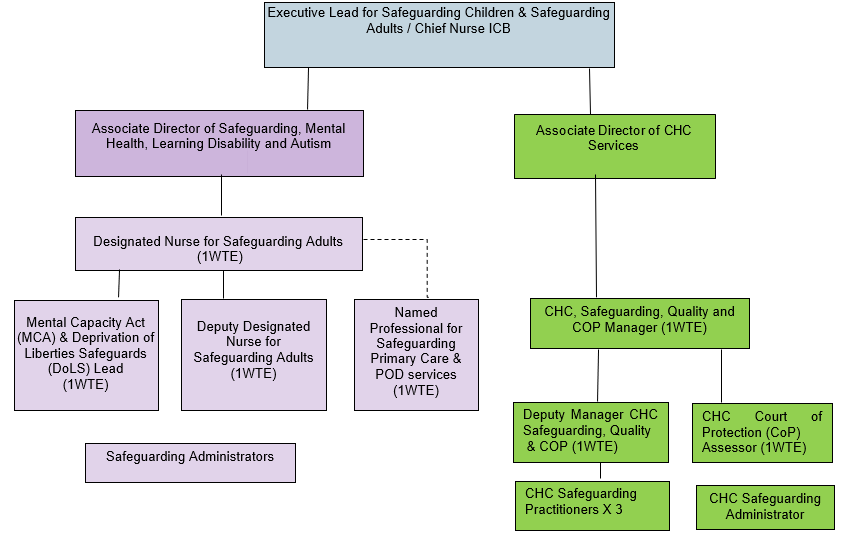 Executive Lead for Safeguarding Children & Safeguarding
Adults / Chief Nurse ICB
Associate Director of Safeguarding, Mental
Health, Learning Disability and Autism
Associate Director of CHC
Services
Designated Nurse for Safeguarding Adults
(1WTE)
Mental Capacity Act
(MCA) & Deprivation of
Liberties Safeguards
(DoLS) Lead
(1WTE)
Deputy Designated
Nurse for
Safeguarding Adults
(1WTE)
Named
Professional for
Safeguarding
Primary Care &
POD services
(1WTE)
CHC, Safeguarding, Quality and
COP Manager (1WTE)
Deputy Manager CHC
Safeguarding, Quality
& COP (1WTE)
CHC Court of
Protection (CoP)
Assessor (1WTE)
Safeguarding Administrators
CHC Safeguarding
Practitioners X 3
CHC Safeguarding
Administrator